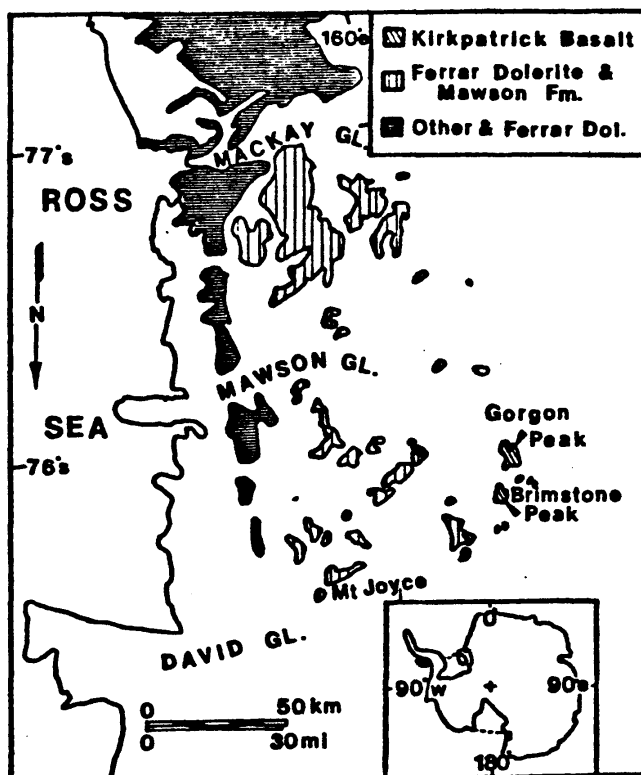 160°e
Kirkpatrick Basalt
Ferrar Dolerite &
Mawson Fm.
Other & Ferrar Dol.
77°s
MACKAY GL.
ROSS
N
MAWSON GL.
SEA
Gorgon
Peak
76°s
Brimstone
Peak
Mt Joyce
DAVID GL.
0 50 km
0 30 mi
0°
90°w
90°e
180°